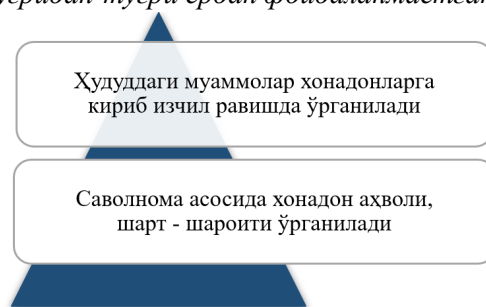 Ҳудуддаги муаммолар хонадонларга
кириб изчил равишда ўрганилади
Саволнома асосида хонадон аҳволи,
шарт - шароити ўрганилади